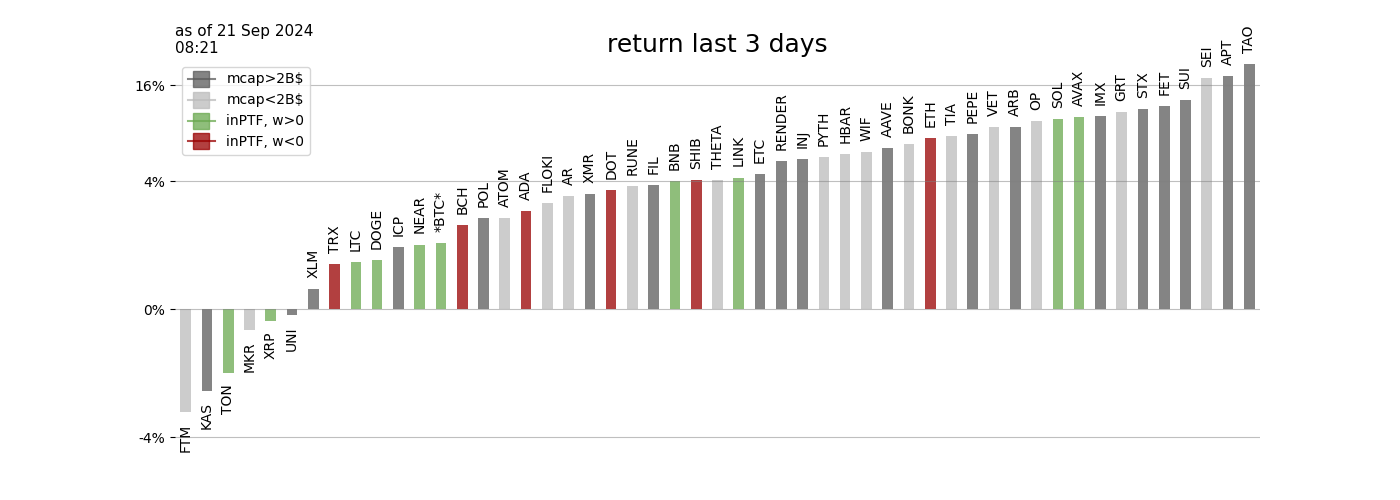 as of 21 Sep 2024
08:21
return last 3 days
mcap>2B$
mcap<2B$
inPTF, w>0
inPTF, w<0
16%
4%
0%
-4%
FTM
KAS
TON
MKR
XRP
UNI
XLM
TRX
LTC
DOGE
ICP
NEAR
*BTC*
BCH
POL
ATOM
ADA
FLOKI
AR
XMR
DOT
RUNE
FIL
BNB
SHIB
THETA
LINK
ETC
RENDER
INJ
PYTH
HBAR
WIF
AAVE
BONK
ETH
TIA
PEPE
VET
ARB
OP
SOL
AVAX
IMX
GRT
STX
FET
SUI
SEI
APT
TAO